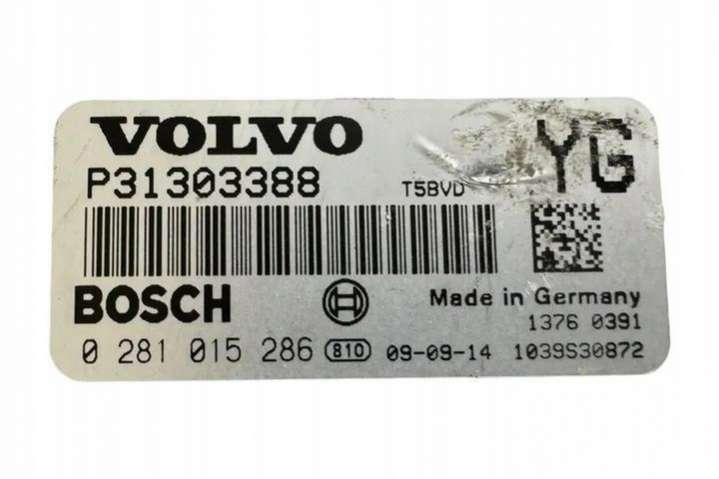 VOLVO YG
P31303388 T5BVD
BOSCH Made in Germany
1376 0391
0 281 015 286 810 09-09-14 1039S30872